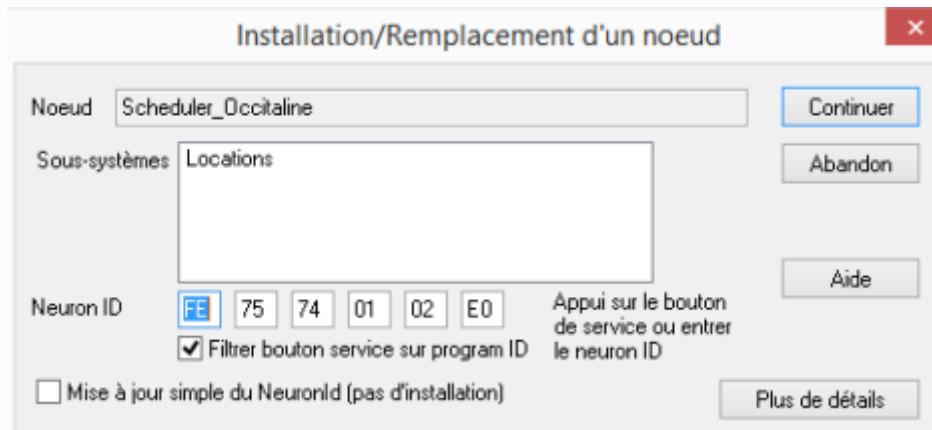 Installation/Remplacement d'un noeud
Noeud Scheduler_Occitaline Continuer
Sous-systèmes Locations Abandon
Aide
Neuron ID FE 75 74 01 02 E0 Appui sur le bouton
de service ou entrer
le neuron ID
Filtrer bouton service sur program ID
Mise à jour simple du NeuronId (pas d'installation)
Plus de détails